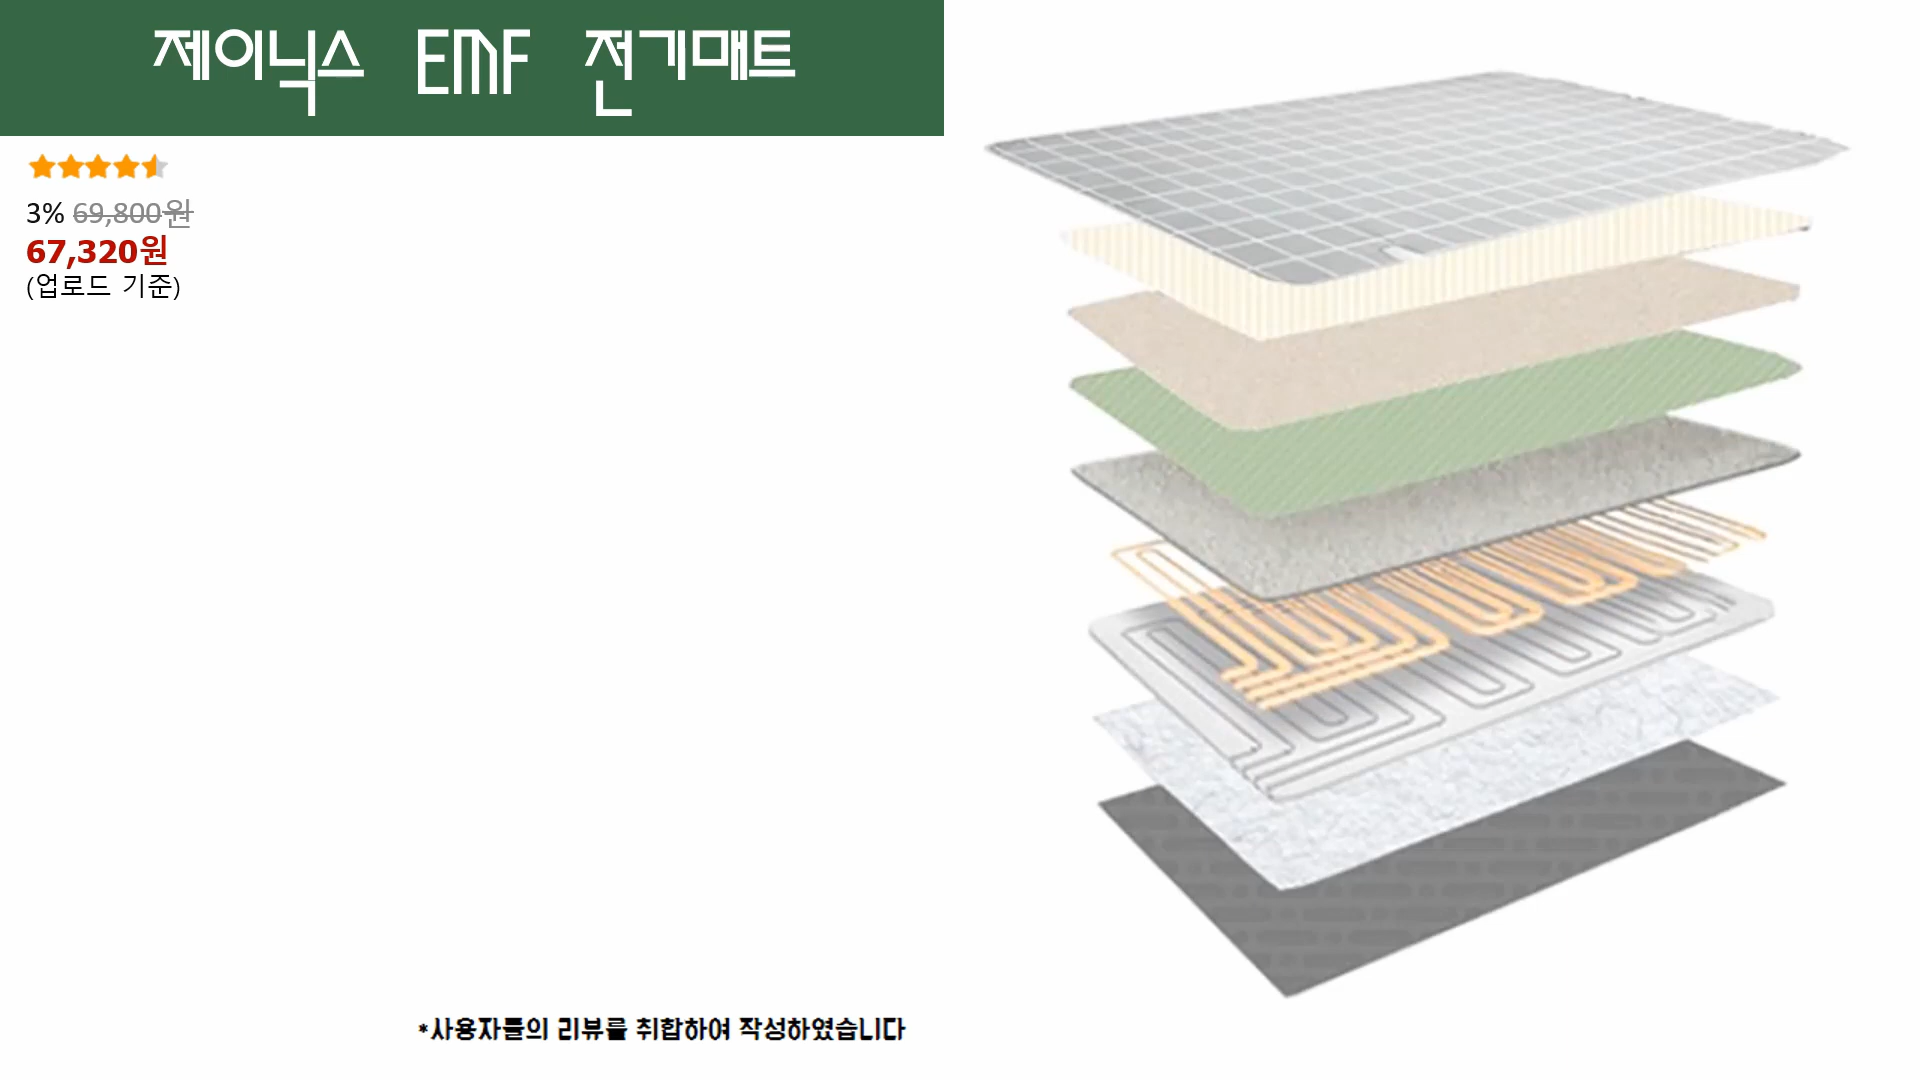 제이닉스 EMF 전기매트
3% 69,800원
67,320원
(업로드 기준)
*사용자들의 리뷰를 취합하여 작성하였습니다